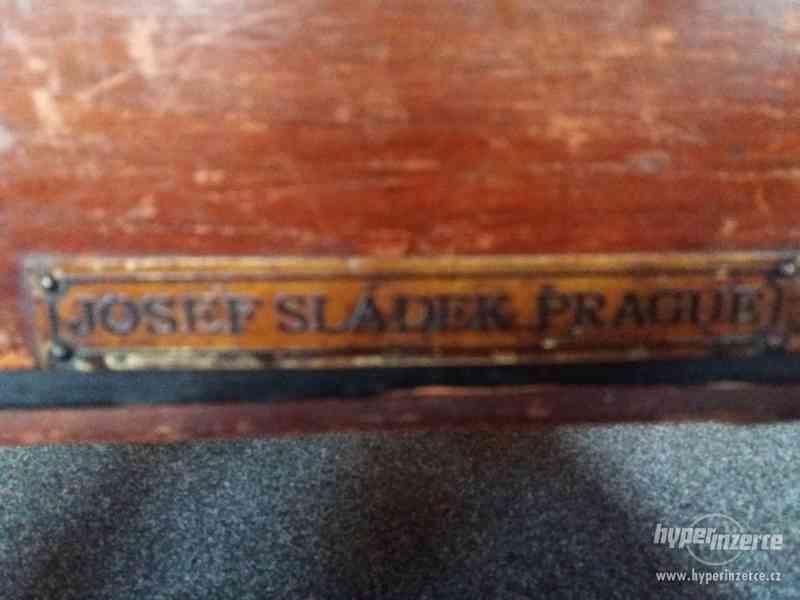 JOSEF SLÁDEK PRAGUE
hyperinzerce
www.hyperinzerce.cz